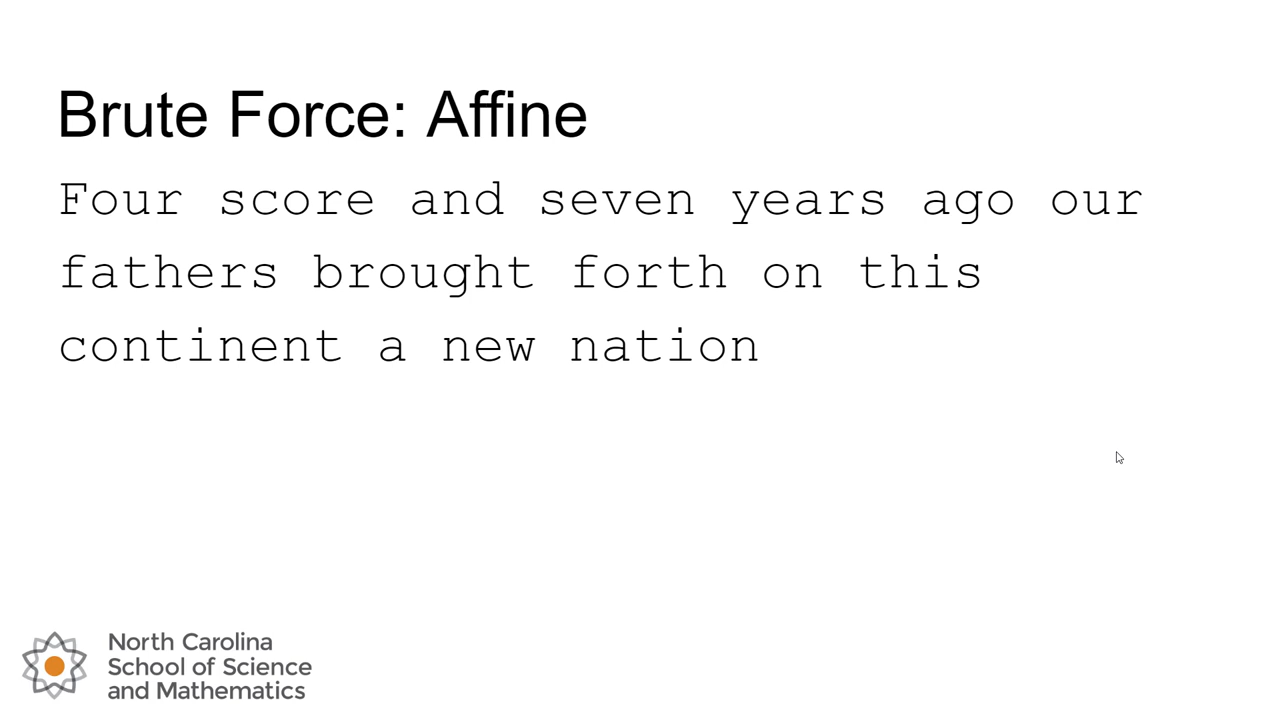 Brute Force: Affine
Four score and seven years ago our
fathers brought forth on this
continent a new nation
North Carolina
School of Science
and Mathematics